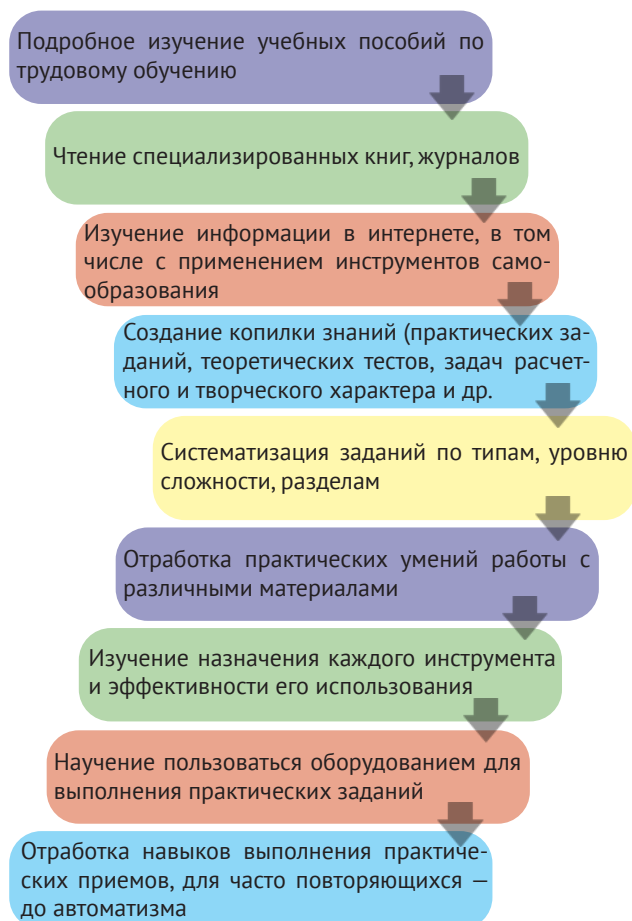 Подробное изучение учебных пособий по
трудовому обучению
Чтение специализированных книг, журналов
Изучение информации в интернете, в том
числе с применением инструментов само-
образования
Создание копилки знаний (практических за-
даний, теоретических тестов, задач расчет-
ного и творческого характера и др.
Систематизация заданий по типам, уровню
сложности, разделам
Отработка практических умений работы с
различными материалами
Изучение назначения каждого инструмента
и эффективности его использования
Научение пользоваться оборудованием для
выполнения практических заданий
Отработка навыков выполнения практиче-
ских приемов, для часто повторяющихся —
до автоматизма